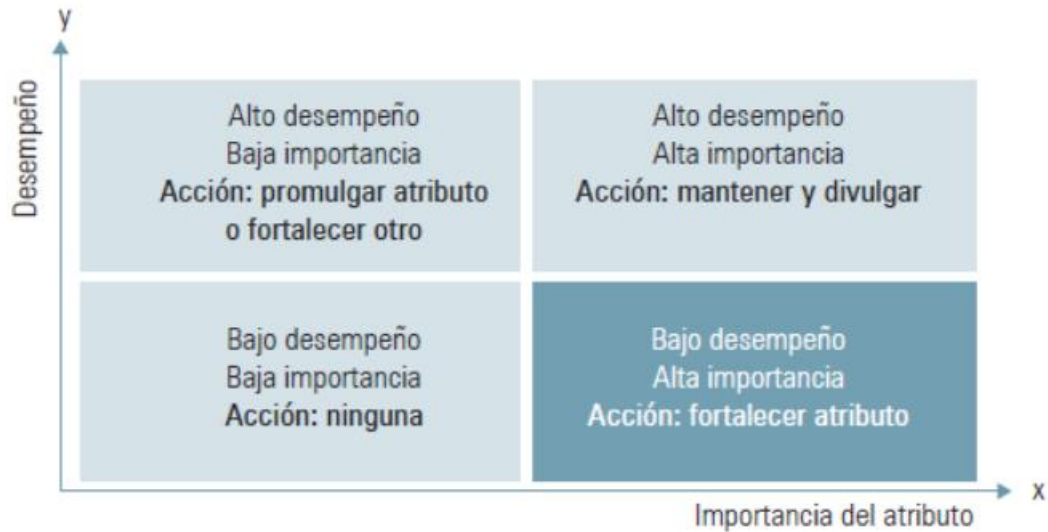 y
Desempeño
Alto desempeño
Baja importancia
Acción: promulgar atributo
o fortalecer otro
Alto desempeño
Alta importancia
Acción: mantener y divulgar
Bajo desempeño
Baja importancia
Acción: ninguna
Bajo desempeño
Alta importancia
Acción: fortalecer atributo
x
Importancia del atributo